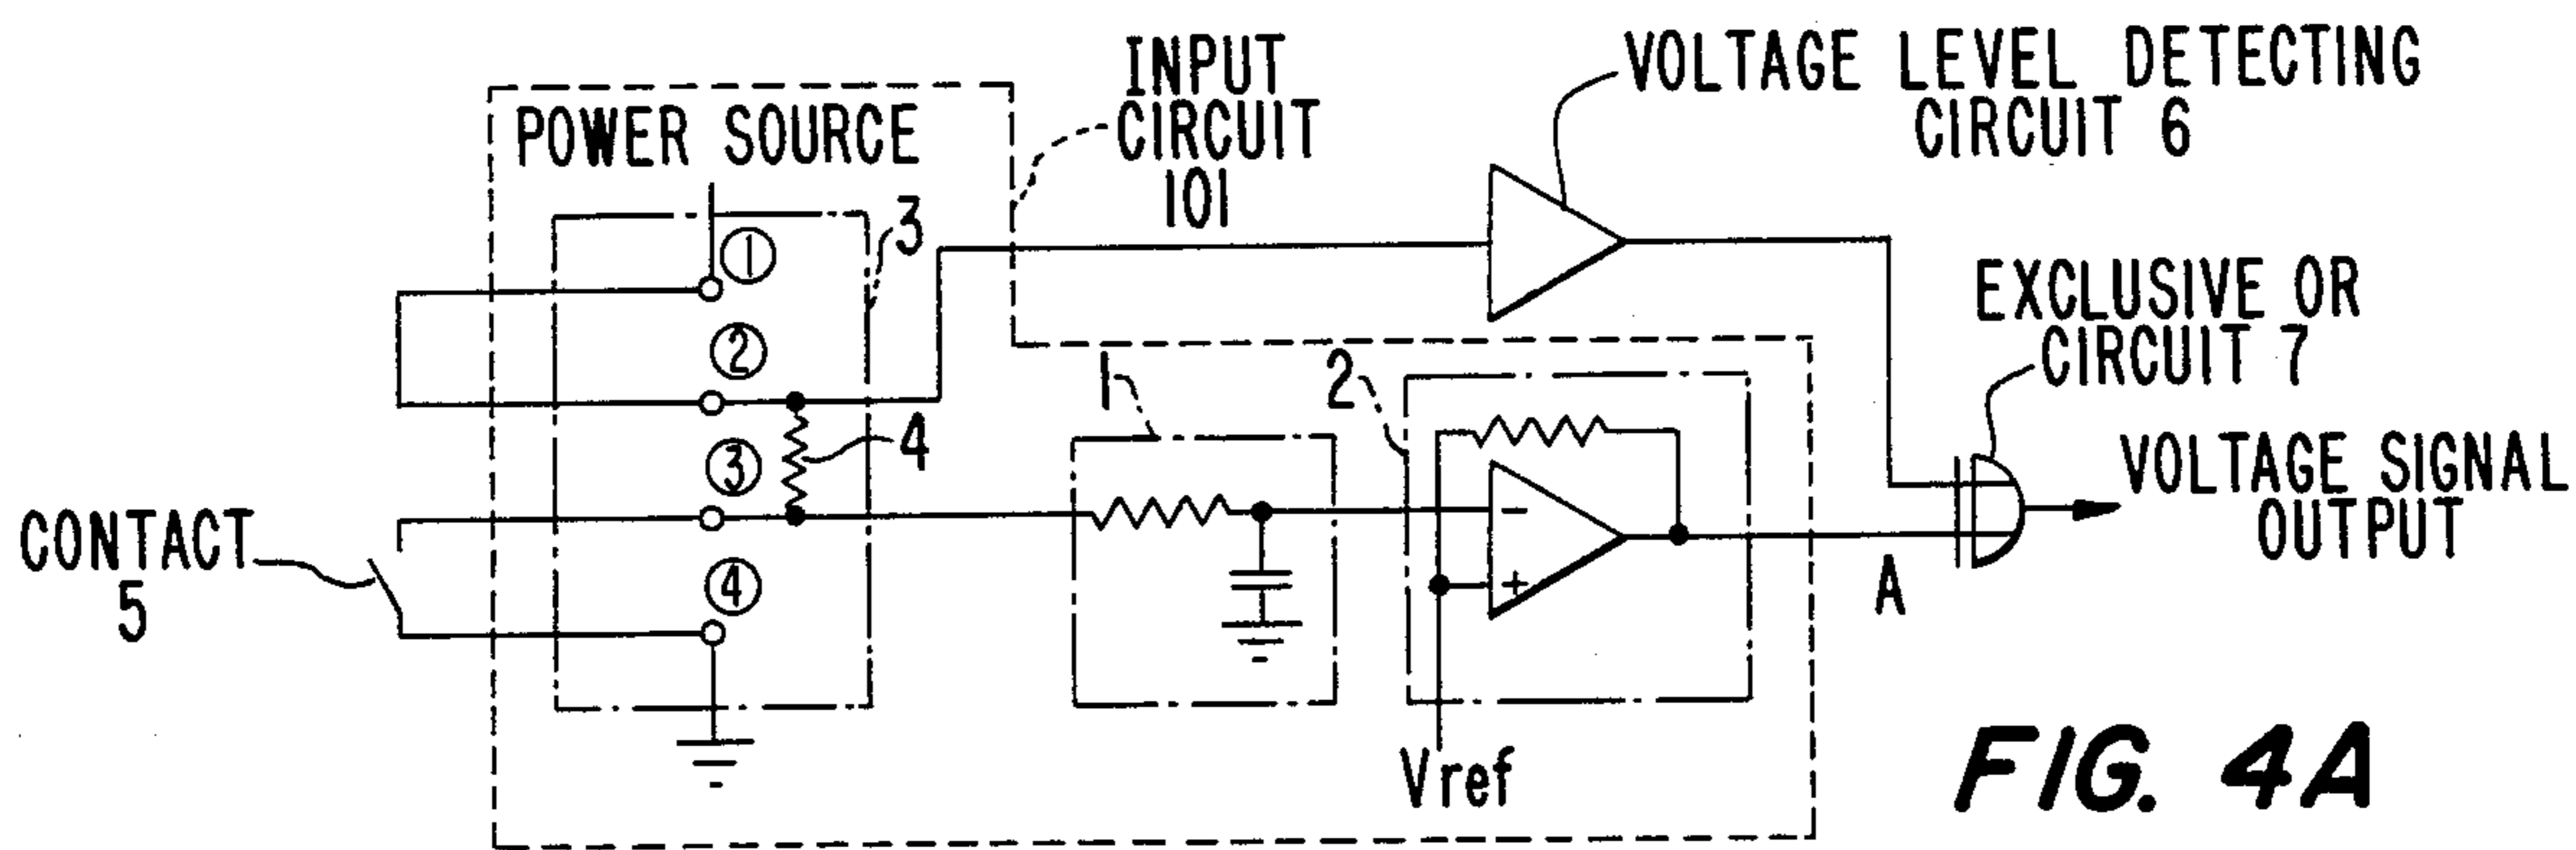 POWER SOURCE
INPUT
CIRCUIT
101
VOLTAGE LEVEL DETECTING
CIRCUIT 6
3
①
②
③
④
4
1
2
EXCLUSIVE OR
CIRCUIT 7
VOLTAGE SIGNAL
OUTPUT
CONTACT
5
−
+
A
Vref
FIG. 4A